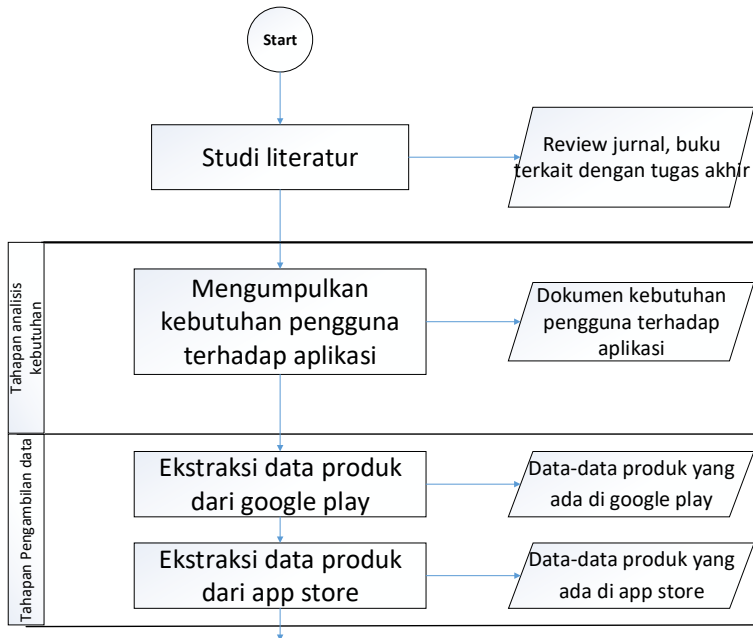 Start
Studi literatur
Review jurnal, buku
terkait dengan tugas akhir
Tahapan analisis
kebutuhan
Mengumpulkan
kebutuhan pengguna
terhadap aplikasi
Dokumen kebutuhan
pengguna terhadap
aplikasi
Tahapan Pengambilan data
Ekstraksi data produk
dari google play
Data-data produk yang
ada di google play
Ekstraksi data produk
dari app store
Data-data produk yang
ada di app store